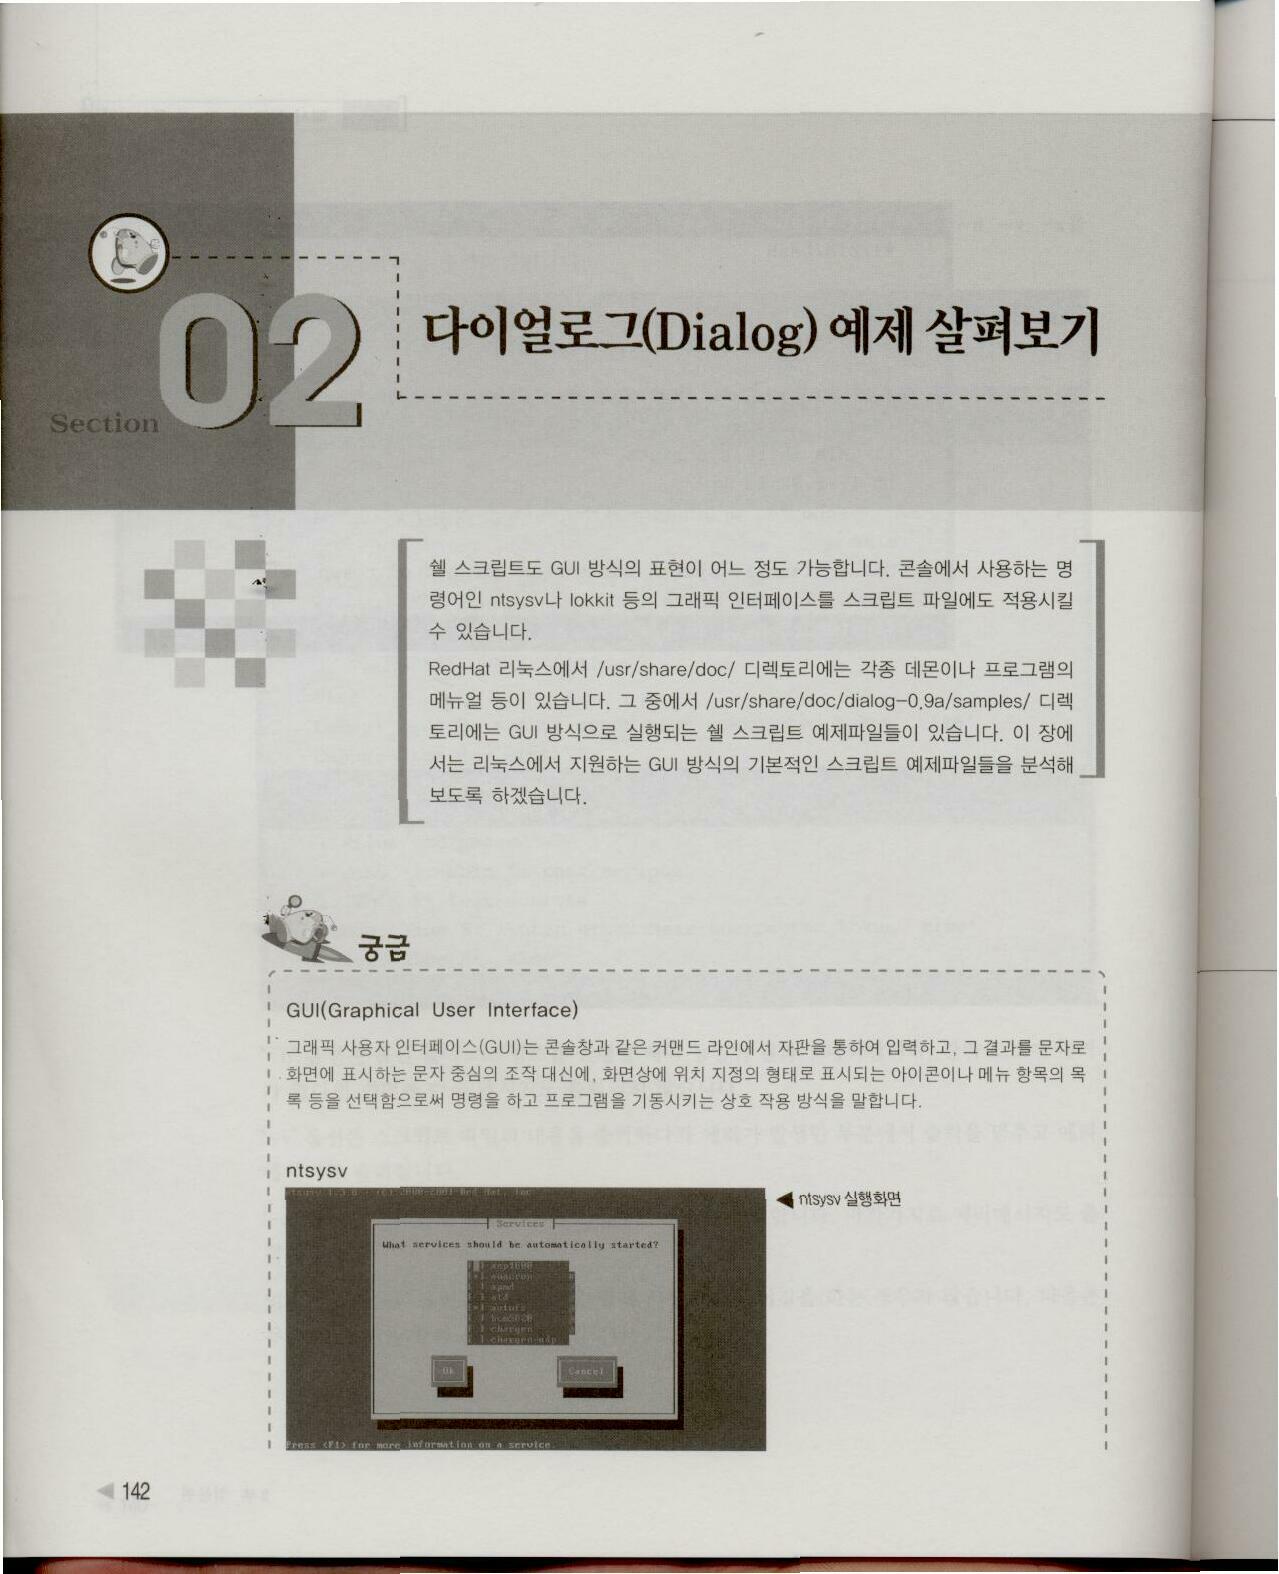 Section 02
다이얼로그(Dialog) 예제 살펴보기
쉘 스크립트도 GUI 방식의 표현이 어느 정도 가능합니다. 콘솔에서 사용하는 명
령어인 ntsysv나 lokkit 등의 그래픽 인터페이스를 스크립트 파일에도 적용시킬
수 있습니다.
RedHat 리눅스에서 /usr/share/doc/ 디렉토리에는 각종 데몬이나 프로그램의
메뉴얼 등이 있습니다. 그 중에서 /usr/share/doc/dialog-0.9a/samples/ 디렉
토리에는 GUI 방식으로 실행되는 쉘 스크립트 예제파일들이 있습니다. 이 장에
서는 리눅스에서 지원하는 GUI 방식의 기본적인 스크립트 예제파일들을 분석해
보도록 하겠습니다.
궁금
GUI(Graphical User Interface)
그래픽 사용자 인터페이스(GUI)는 콘솔창과 같은 커맨드 라인에서 자판을 통하여 입력하고, 그 결과를 문자로
화면에 표시하는 문자 중심의 조작 대신에, 화면상에 위치 지정의 형태로 표시되는 아이콘이나 메뉴 항목의 목
록 등을 선택함으로써 명령을 하고 프로그램을 기동시키는 상호 작용 방식을 말합니다.
ntsysv
◀ ntsysv 실행화면
(c) 2000-2001 Red Hat, Inc
Services
What services should be automatically started?
anacron
apmd
atd
autofs
bcm5820
chargen
chargen-udp
Ok
Cancel
Press <F1> for more information on a service.
◀ 142